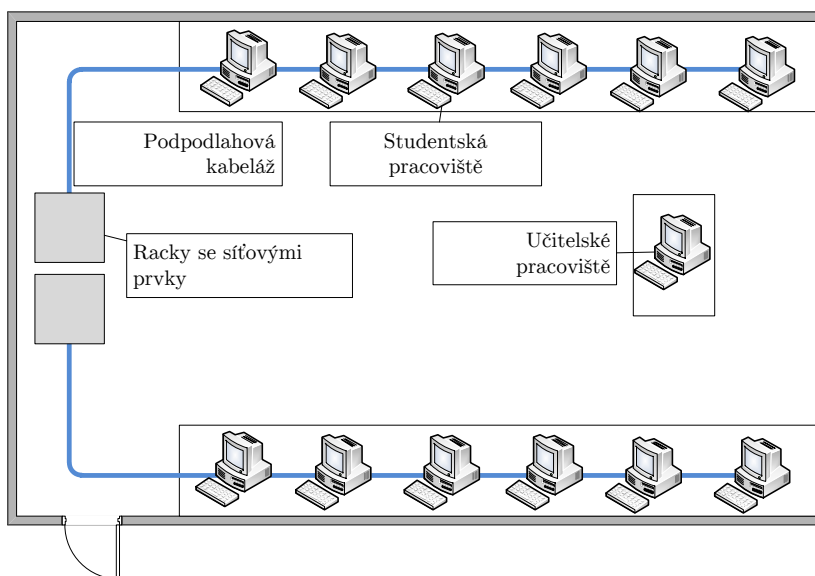 Podpodlahová
kabeláž
Studentská
pracoviště
Racky se síťovými
prvky
Učitelské
pracoviště